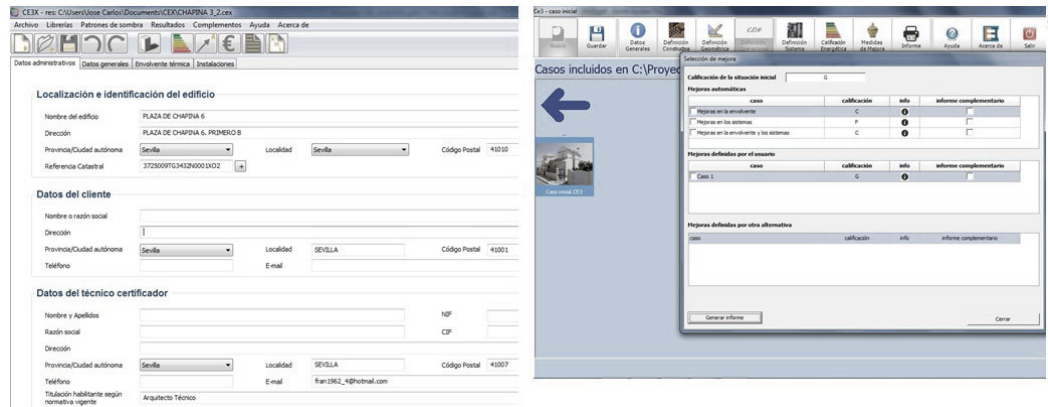 CE3X - res: C:\Users\Jose Carlos\Documents\CEX\CHAPINA 3_2.cex
Archivo Librerías Patrones de sombra Resultados Complementos Ayuda Acerca de
Datos administrativos Datos generales Envolvente térmica Instalaciones
Localización e identificación del edificio
Nombre del edificio PLAZA DE CHAPINA 6
Dirección PLAZA DE CHAPINA 6. PRIMERO B
Provincia/Ciudad autónoma Sevilla Localidad Sevilla Código Postal 41010
Referencia Catastral 3725009TG3432N0001XO2 +
Datos del cliente
Nombre o razón social
Dirección
Provincia/Ciudad autónoma Sevilla Localidad SEVILLA Código Postal 41001
Teléfono E-mail
Datos del técnico certificador
Nombre y Apellidos NIF
Razón social CIF
Dirección
Provincia/Ciudad autónoma Sevilla Localidad SEVILLA Código Postal 41007
Teléfono E-mail fran1962_4@hotmail.com
Titulación habilitante según
normativa vigente Arquitecto Técnico
Ce3 - caso inicial
CDF
Nuevo Guardar Datos Generales Definición Constructiva Definición Geométrica Definición Sistema Calificación Energética Medidas de Mejora Informe Ayuda Acerca de Salir
Casos incluidos en C:\Proyec
Caso inicial CE3
Selección de mejora
Calificación de la situación inicial G
Mejoras automáticas
caso calificación info informe complementario
Mejoras en la envolvente C
Mejoras en los sistemas F
Mejoras en la envolvente y los sistemas C
Mejoras definidas por el usuario
caso calificación info informe complementario
Caso 1 G
Mejoras definidas por otra alternativa
caso calificación info informe complementario
Generar informe Cerrar